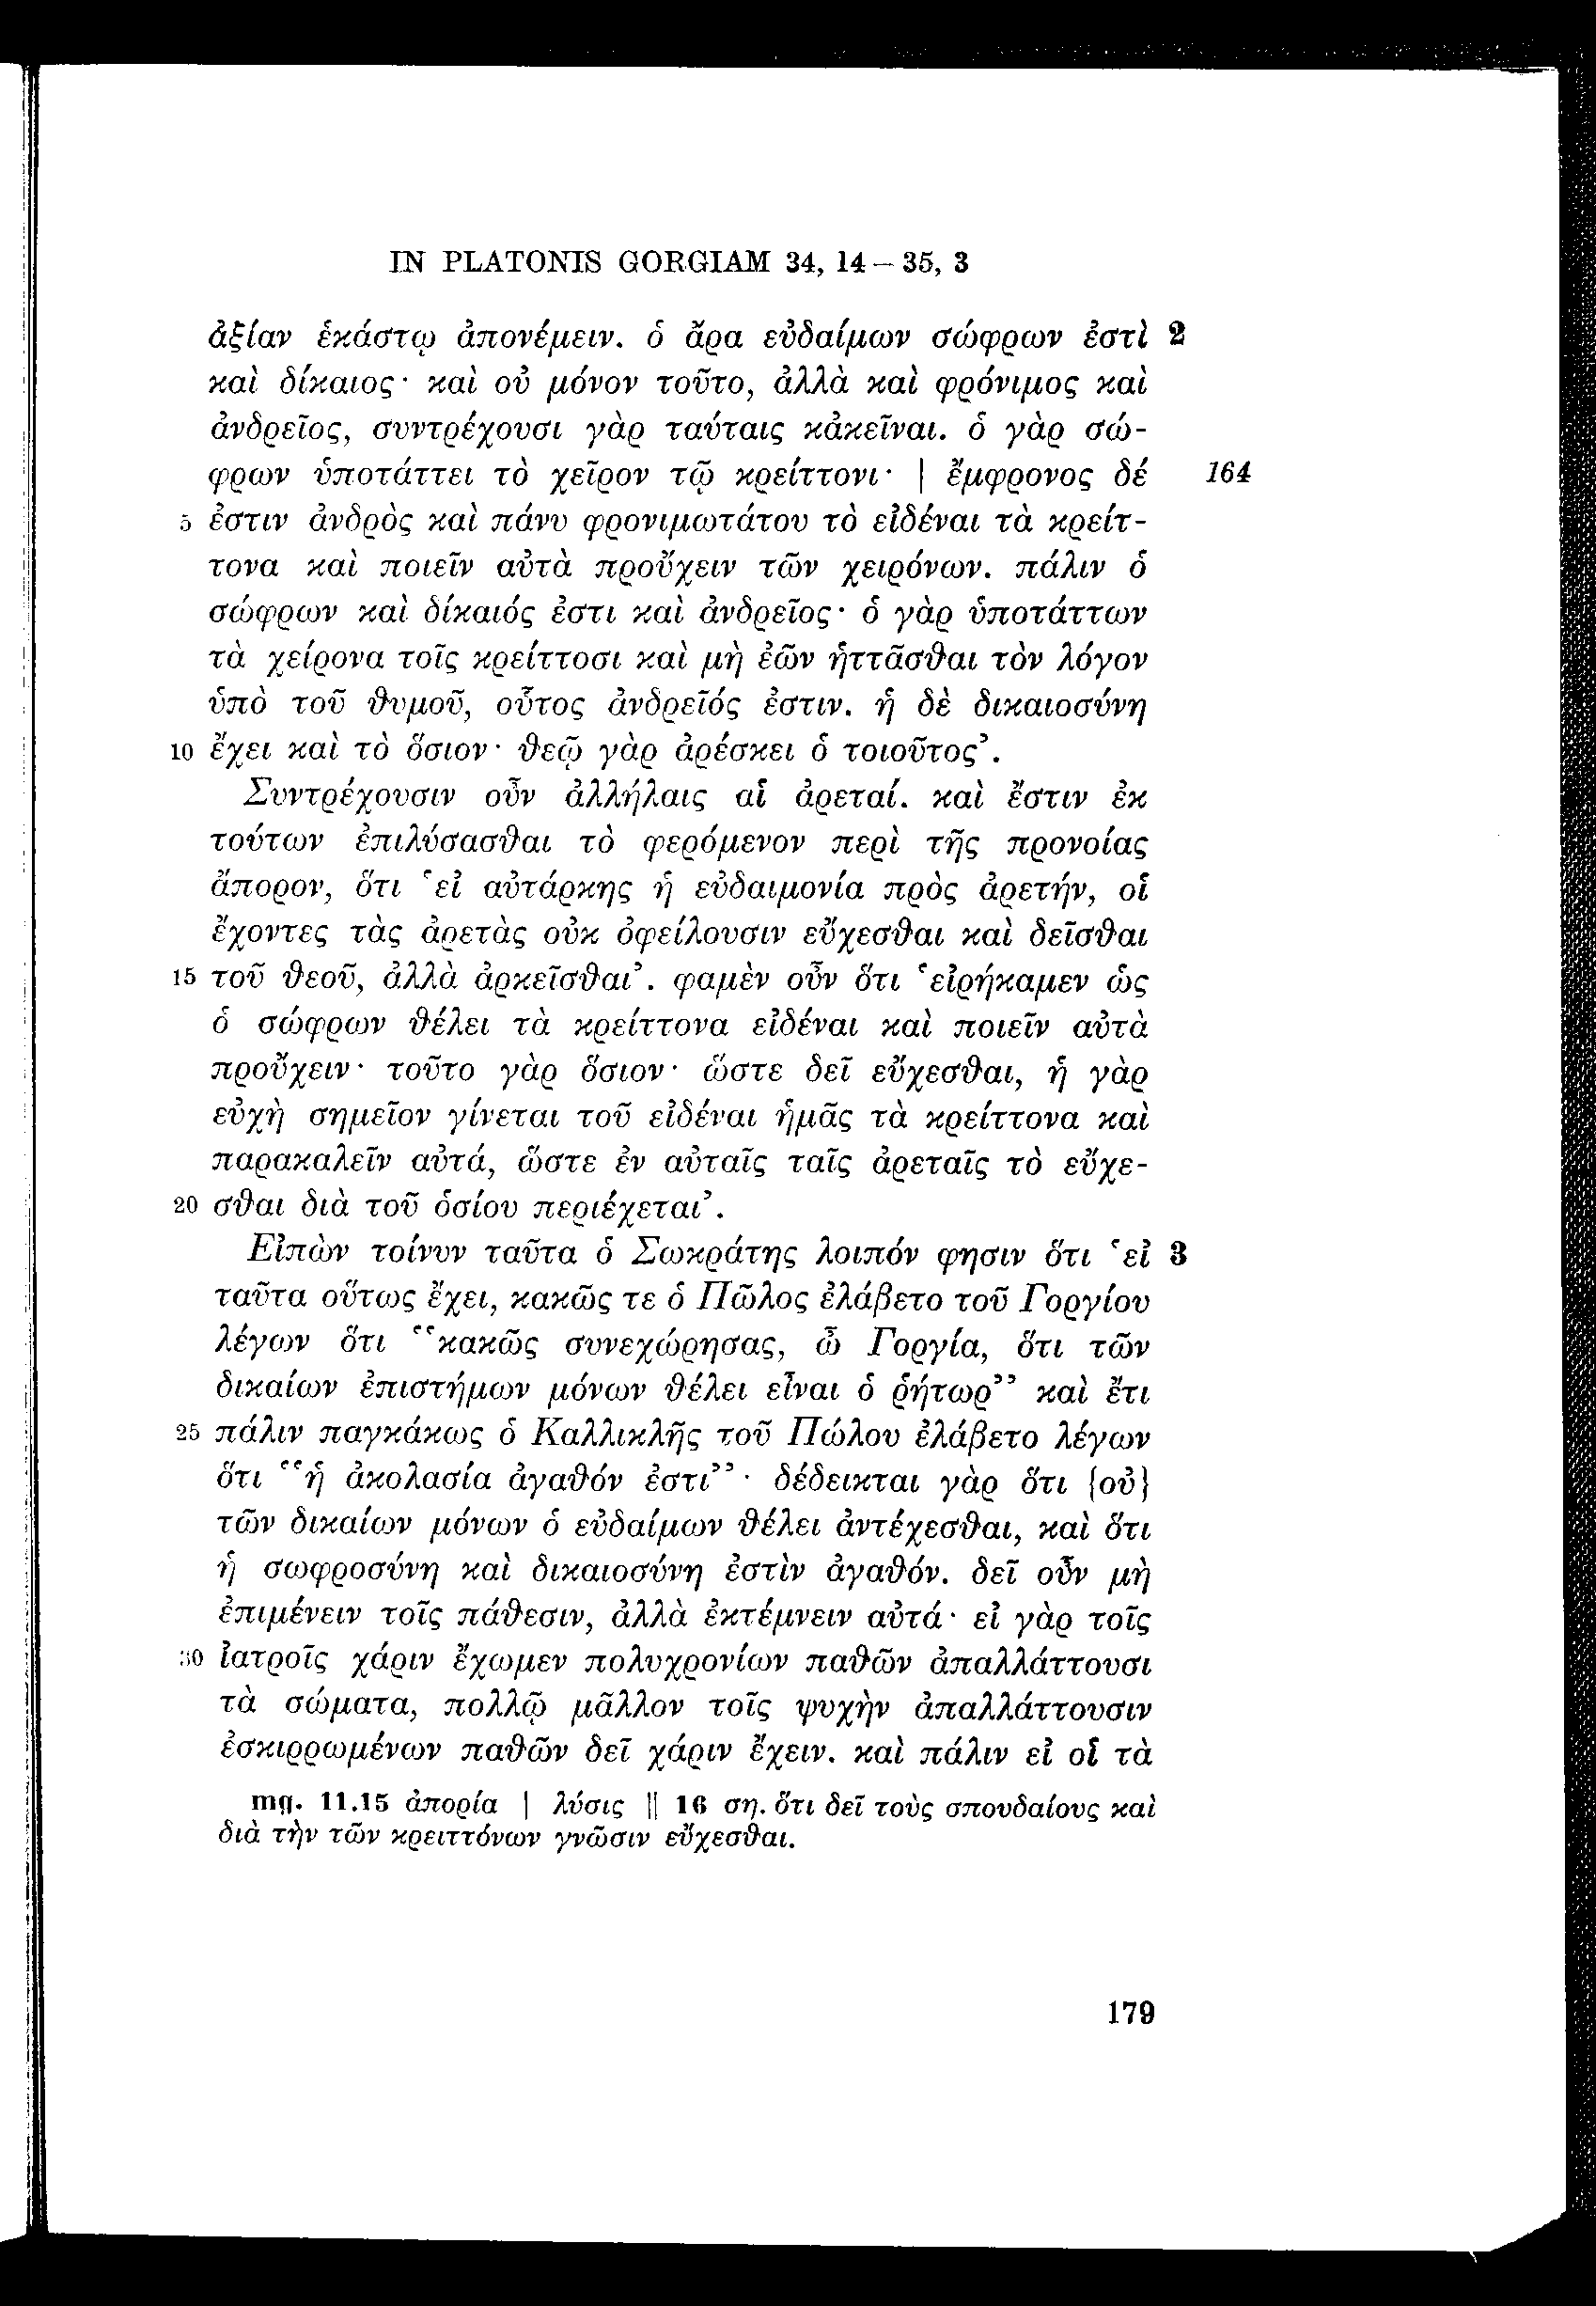 IN PLATONIS GORGIAM 34, 14 – 35, 3
ἀξίαν ἑκάστῳ ἀπονέμειν. ὁ ἄρα εὐδαίμων σώφρων ἐστὶ 2
καὶ δίκαιος· καὶ οὐ μόνον τοῦτο, ἀλλὰ καὶ φρόνιμος καὶ
ἀνδρεῖος, συντρέχουσι γὰρ ταύταις κἀκεῖναι. ὁ γὰρ σώ-
φρων ὑποτάττει τὸ χεῖρον τῷ κρείττονι· | ἔμφρονος δέ 164
5 ἐστιν ἀνδρὸς καὶ πάνυ φρονιμωτάτου τὸ εἰδέναι τὰ κρείτ-
τονα καὶ ποιεῖν αὐτὰ προὔχειν τῶν χειρόνων. πάλιν ὁ
σώφρων καὶ δίκαιός ἐστι καὶ ἀνδρεῖος· ὁ γὰρ ὑποτάττων
τὰ χείρονα τοῖς κρείττοσι καὶ μὴ ἐῶν ἡττᾶσθαι τὸν λόγον
ὑπὸ τοῦ θυμοῦ, οὗτος ἀνδρεῖός ἐστιν. ἡ δὲ δικαιοσύνη
10 ἔχει καὶ τὸ ὅσιον· θεῷ γὰρ ἀρέσκει ὁ τοιοῦτος’.
Συντρέχουσιν οὖν ἀλλήλαις αἱ ἀρεταί. καὶ ἔστιν ἐκ
τούτων ἐπιλύσασθαι τὸ φερόμενον περὶ τῆς προνοίας
ἄπορον, ὅτι ‘εἰ αὐτάρκης ἡ εὐδαιμονία πρὸς ἀρετήν, οἱ
ἔχοντες τὰς ἀρετὰς οὐκ ὀφείλουσιν εὔχεσθαι καὶ δεῖσθαι
15 τοῦ θεοῦ, ἀλλὰ ἀρκεῖσθαι’. φαμὲν οὖν ὅτι ‘εἰρήκαμεν ὡς
ὁ σώφρων θέλει τὰ κρείττονα εἰδέναι καὶ ποιεῖν αὐτὰ
προὔχειν· τοῦτο γὰρ ὅσιον· ὥστε δεῖ εὔχεσθαι, ἡ γὰρ
εὐχὴ σημεῖον γίνεται τοῦ εἰδέναι ἡμᾶς τὰ κρείττονα καὶ
παρακαλεῖν αὐτά, ὥστε ἐν αὐταῖς ταῖς ἀρεταῖς τὸ εὔχε-
20 σθαι διὰ τοῦ ὁσίου περιέχεται’.
Εἰπὼν τοίνυν ταῦτα ὁ Σωκράτης λοιπόν φησιν ὅτι ‘εἰ 3
ταῦτα οὕτως ἔχει, κακῶς τε ὁ Πῶλος ἐλάβετο τοῦ Γοργίου
λέγων ὅτι “κακῶς συνεχώρησας, ὦ Γοργία, ὅτι τῶν
δικαίων ἐπιστήμων μόνων θέλει εἶναι ὁ ῥήτωρ” καὶ ἔτι
25 πάλιν παγκάκως ὁ Καλλικλῆς τοῦ Πώλου ἐλάβετο λέγων
ὅτι “ἡ ἀκολασία ἀγαθόν ἐστι”· δέδεικται γὰρ ὅτι {οὐ}
τῶν δικαίων μόνων ὁ εὐδαίμων θέλει ἀντέχεσθαι, καὶ ὅτι
ἡ σωφροσύνη καὶ δικαιοσύνη ἐστὶν ἀγαθόν. δεῖ οὖν μὴ
ἐπιμένειν τοῖς πάθεσιν, ἀλλὰ ἐκτέμνειν αὐτά· εἰ γὰρ τοῖς
30 ἰατροῖς χάριν ἔχωμεν πολυχρονίων παθῶν ἀπαλλάττουσι
τὰ σώματα, πολλῷ μᾶλλον τοῖς ψυχὴν ἀπαλλάττουσιν
ἐσκιρρωμένων παθῶν δεῖ χάριν ἔχειν. καὶ πάλιν εἰ οἱ τὰ
mg. 11.15 ἀπορία | λύσις || 16 ση. ὅτι δεῖ τοὺς σπουδαίους καὶ
διὰ τὴν τῶν κρειττόνων γνῶσιν εὔχεσθαι.
179